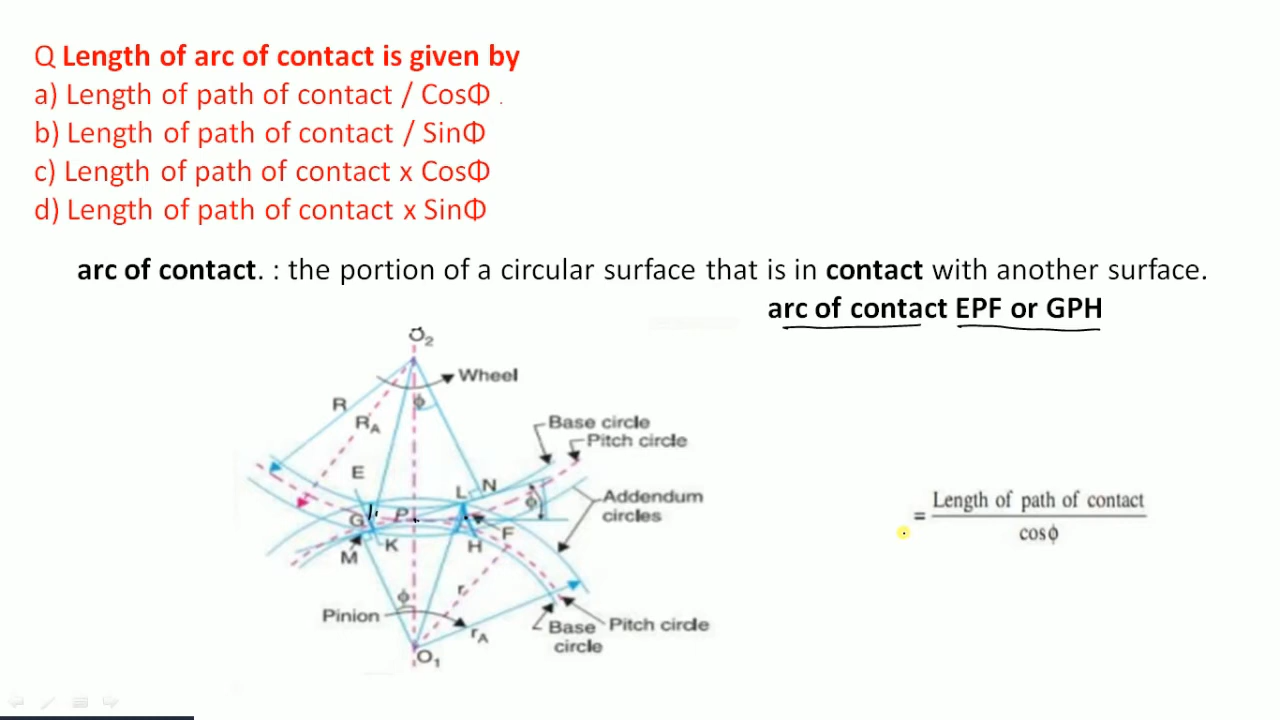 Q Length of arc of contact is given by
a) Length of path of contact / CosΦ .
b) Length of path of contact / SinΦ
c) Length of path of contact x CosΦ
d) Length of path of contact x SinΦ
arc of contact. : the portion of a circular surface that is in contact with another surface.
arc of contact EPF or GPH
O₂
Wheel
ϕ
R
R_A
Base circle
Pitch circle
E
L
N
Addendum
circles
ϕ
G
P
F
K
H
M
= Length of path of contact
cos ϕ
ϕ
r
Pinion
r_A
Base
circle
Pitch circle
O₁